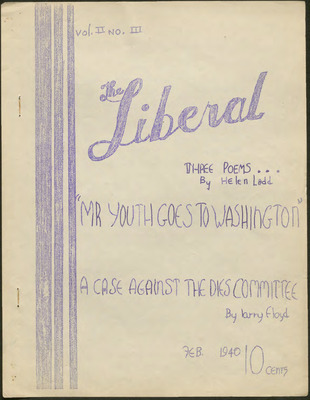 Vol. II NO. III
The
Liberal
THREE POEMS...
By Helen Ladd
"MR YOUTH GOES TO WASHINGTON"
A CASE AGAINST THE DIES COMMITTEE
By Larry Floyd
FEB. 1940 10 CENTS